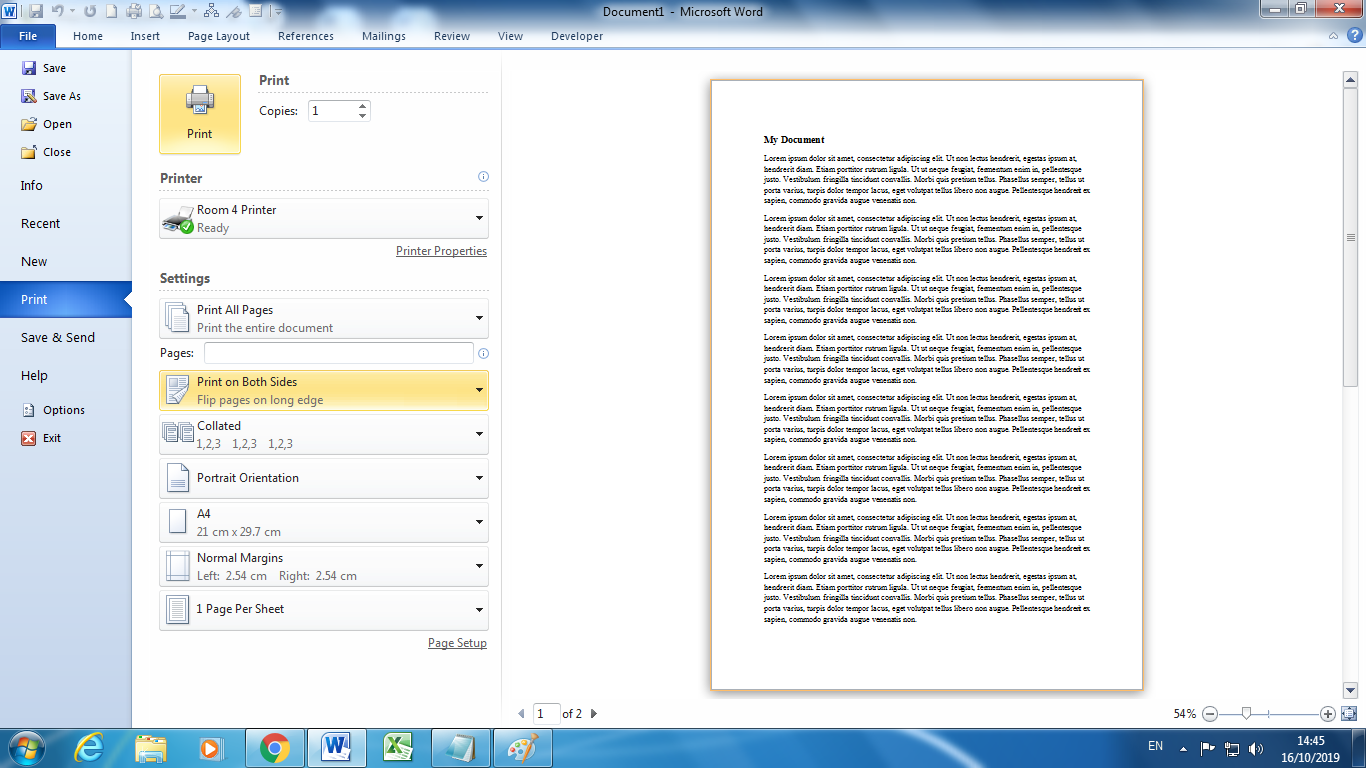 Document1 - Microsoft Word
File Home Insert Page Layout References Mailings Review View Developer
Save
Save As
Open
Close
Info
Recent
New
Print
Save & Send
Help
Options
Exit
Print
Print
Copies: 1
Printer
Room 4 Printer
Ready
Printer Properties
Settings
Print All Pages
Print the entire document
Pages:
Print on Both Sides
Flip pages on long edge
Collated
1,2,3 1,2,3 1,2,3
Portrait Orientation
A4
21 cm x 29.7 cm
Normal Margins
Left: 2.54 cm Right: 2.54 cm
1 Page Per Sheet
Page Setup
My Document
Lorem ipsum dolor sit amet, consectetur adipiscing elit. Ut non lectus hendrerit, egestas ipsum at,
hendrerit diam. Etiam porttitor rutrum ligula. Ut ut neque feugiat, fermentum enim in, pellentesque
justo. Vestibulum fringilla tincidunt convallis. Morbi quis pretium tellus. Phasellus semper, tellus ut
porta varius, turpis dolor tempor lacus, eget volutpat tellus libero non augue. Pellentesque hendrerit ex
sapien, commodo gravida augue venenatis non.
Lorem ipsum dolor sit amet, consectetur adipiscing elit. Ut non lectus hendrerit, egestas ipsum at,
hendrerit diam. Etiam porttitor rutrum ligula. Ut ut neque feugiat, fermentum enim in, pellentesque
justo. Vestibulum fringilla tincidunt convallis. Morbi quis pretium tellus. Phasellus semper, tellus ut
porta varius, turpis dolor tempor lacus, eget volutpat tellus libero non augue. Pellentesque hendrerit ex
sapien, commodo gravida augue venenatis non.
Lorem ipsum dolor sit amet, consectetur adipiscing elit. Ut non lectus hendrerit, egestas ipsum at,
hendrerit diam. Etiam porttitor rutrum ligula. Ut ut neque feugiat, fermentum enim in, pellentesque
justo. Vestibulum fringilla tincidunt convallis. Morbi quis pretium tellus. Phasellus semper, tellus ut
porta varius, turpis dolor tempor lacus, eget volutpat tellus libero non augue. Pellentesque hendrerit ex
sapien, commodo gravida augue venenatis non.
Lorem ipsum dolor sit amet, consectetur adipiscing elit. Ut non lectus hendrerit, egestas ipsum at,
hendrerit diam. Etiam porttitor rutrum ligula. Ut ut neque feugiat, fermentum enim in, pellentesque
justo. Vestibulum fringilla tincidunt convallis. Morbi quis pretium tellus. Phasellus semper, tellus ut
porta varius, turpis dolor tempor lacus, eget volutpat tellus libero non augue. Pellentesque hendrerit ex
sapien, commodo gravida augue venenatis non.
Lorem ipsum dolor sit amet, consectetur adipiscing elit. Ut non lectus hendrerit, egestas ipsum at,
hendrerit diam. Etiam porttitor rutrum ligula. Ut ut neque feugiat, fermentum enim in, pellentesque
justo. Vestibulum fringilla tincidunt convallis. Morbi quis pretium tellus. Phasellus semper, tellus ut
porta varius, turpis dolor tempor lacus, eget volutpat tellus libero non augue. Pellentesque hendrerit ex
sapien, commodo gravida augue venenatis non.
Lorem ipsum dolor sit amet, consectetur adipiscing elit. Ut non lectus hendrerit, egestas ipsum at,
hendrerit diam. Etiam porttitor rutrum ligula. Ut ut neque feugiat, fermentum enim in, pellentesque
justo. Vestibulum fringilla tincidunt convallis. Morbi quis pretium tellus. Phasellus semper, tellus ut
porta varius, turpis dolor tempor lacus, eget volutpat tellus libero non augue. Pellentesque hendrerit ex
sapien, commodo gravida augue venenatis non.
Lorem ipsum dolor sit amet, consectetur adipiscing elit. Ut non lectus hendrerit, egestas ipsum at,
hendrerit diam. Etiam porttitor rutrum ligula. Ut ut neque feugiat, fermentum enim in, pellentesque
justo. Vestibulum fringilla tincidunt convallis. Morbi quis pretium tellus. Phasellus semper, tellus ut
porta varius, turpis dolor tempor lacus, eget volutpat tellus libero non augue. Pellentesque hendrerit ex
sapien, commodo gravida augue venenatis non.
Lorem ipsum dolor sit amet, consectetur adipiscing elit. Ut non lectus hendrerit, egestas ipsum at,
hendrerit diam. Etiam porttitor rutrum ligula. Ut ut neque feugiat, fermentum enim in, pellentesque
justo. Vestibulum fringilla tincidunt convallis. Morbi quis pretium tellus. Phasellus semper, tellus ut
porta varius, turpis dolor tempor lacus, eget volutpat tellus libero non augue. Pellentesque hendrerit ex
sapien, commodo gravida augue venenatis non.
1 of 2
54%
EN
14:45
16/10/2019